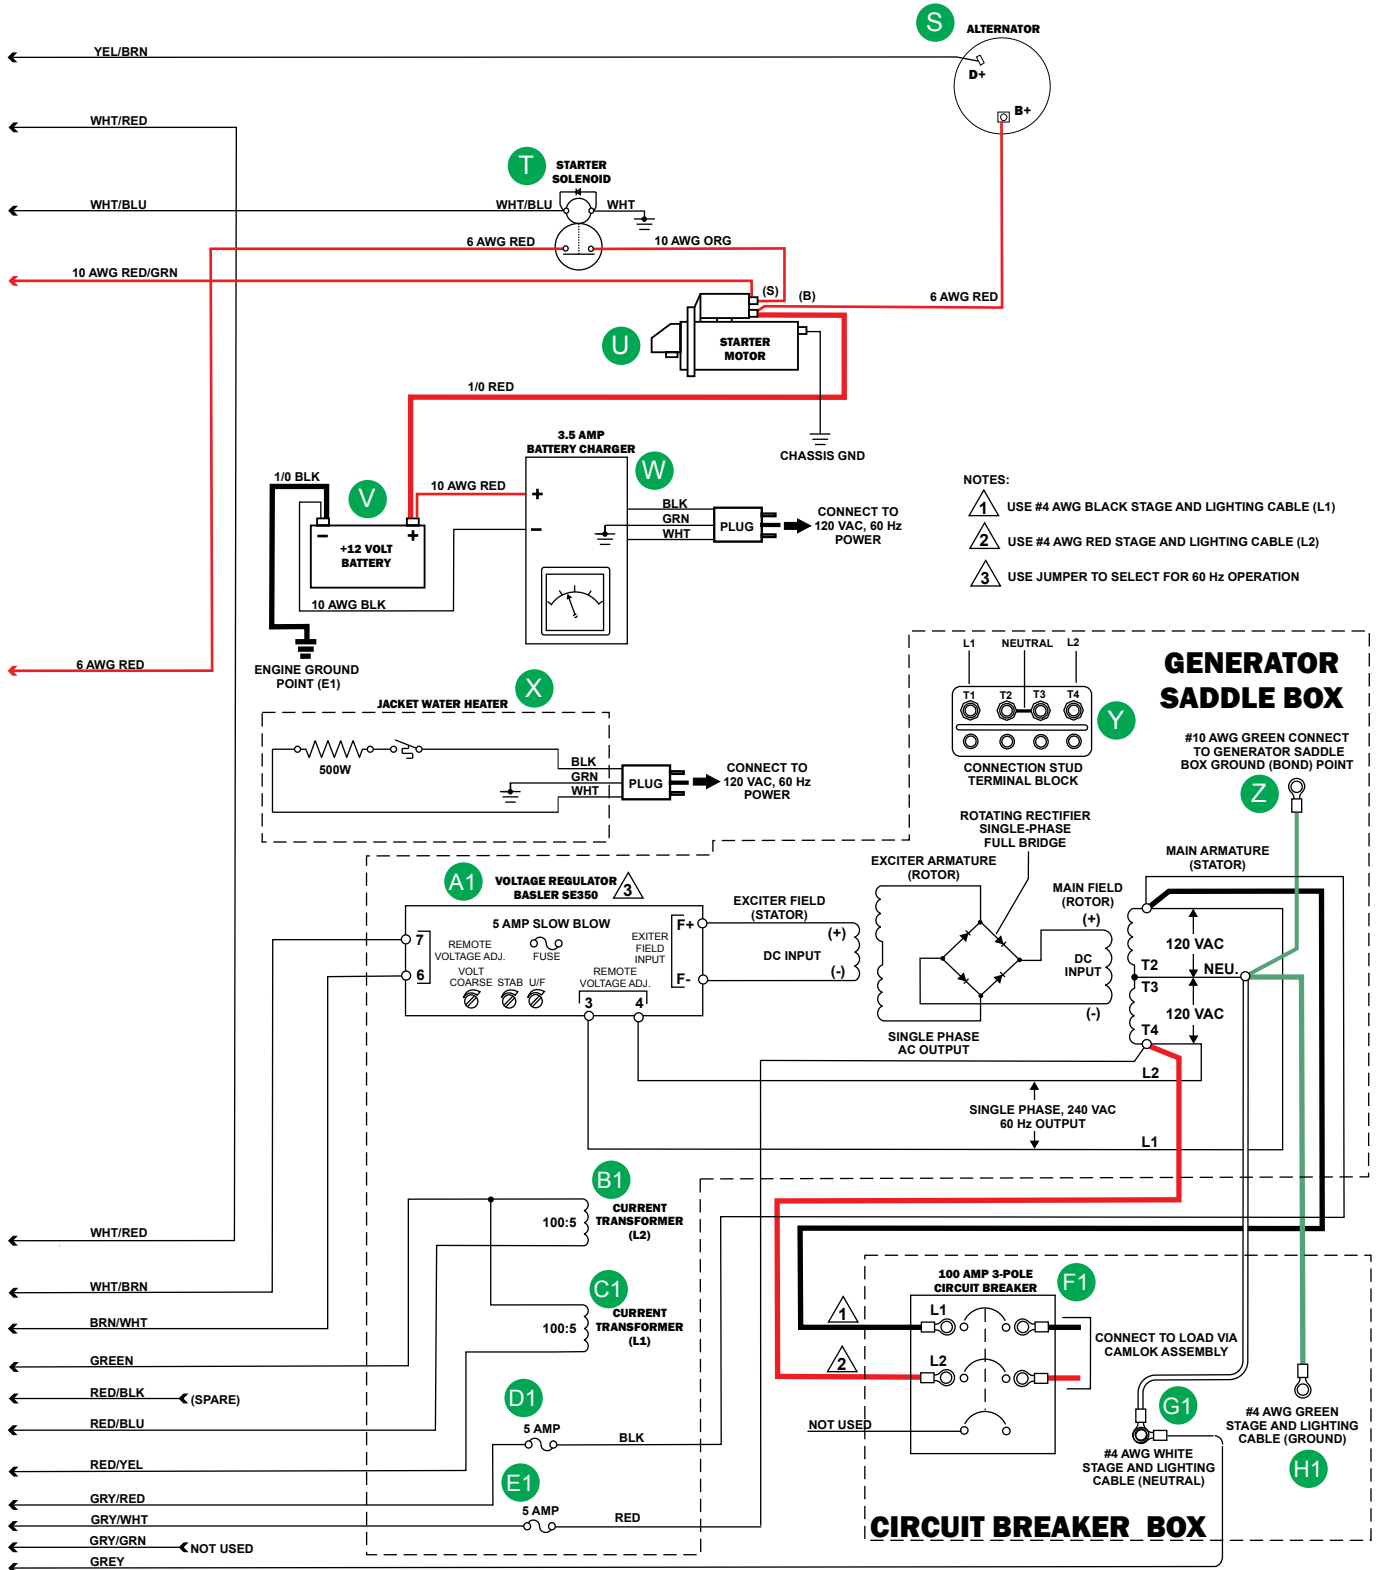 S
ALTERNATOR
YEL/BRN
D+
B+
WHT/RED
T
STARTER
SOLENOID
WHT/BLU
WHT/BLU
WHT
6 AWG RED
10 AWG ORG
10 AWG RED/GRN
(S)
(B)
6 AWG RED
U
STARTER
MOTOR
1/0 RED
3.5 AMP
BATTERY CHARGER
CHASSIS GND
W
1/0 BLK
V
10 AWG RED
+
−
+
−
+12 VOLT
BATTERY
10 AWG BLK
BLK
GRN
WHT
PLUG
CONNECT TO
120 VAC, 60 Hz
POWER
NOTES:
1 USE #4 AWG BLACK STAGE AND LIGHTING CABLE (L1)
2 USE #4 AWG RED STAGE AND LIGHTING CABLE (L2)
3 USE JUMPER TO SELECT FOR 60 Hz OPERATION
6 AWG RED
ENGINE GROUND
POINT (E1)
X
JACKET WATER HEATER
500W
BLK
GRN
WHT
PLUG
CONNECT TO
120 VAC, 60 Hz
POWER
L1
NEUTRAL
L2
T1
T2
T3
T4
Y
CONNECTION STUD
TERMINAL BLOCK
GENERATOR
SADDLE BOX
#10 AWG GREEN CONNECT
TO GENERATOR SADDLE
BOX GROUND (BOND) POINT
Z
ROTATING RECTIFIER
SINGLE-PHASE
FULL BRIDGE
EXCITER ARMATURE
(ROTOR)
MAIN ARMATURE
(STATOR)
A1
VOLTAGE REGULATOR
BASLER SE350
3
EXCITER FIELD
(STATOR)
MAIN FIELD
(ROTOR)
5 AMP SLOW BLOW
FUSE
7
6
REMOTE
VOLTAGE ADJ.
VOLT
COARSE
STAB
U/F
EXITER
FIELD
INPUT
F+
F-
REMOTE
VOLTAGE ADJ.
3
4
(+)
DC INPUT
(-)
(+)
DC
INPUT
(-)
120 VAC
T2
NEU.
T3
120 VAC
T4
SINGLE PHASE
AC OUTPUT
L2
SINGLE PHASE, 240 VAC
60 Hz OUTPUT
L1
B1
100:5
CURRENT
TRANSFORMER
(L2)
WHT/RED
WHT/BRN
C1
100:5
CURRENT
TRANSFORMER
(L1)
BRN/WHT
GREEN
RED/BLK
(SPARE)
D1
RED/BLU
5 AMP
BLK
RED/YEL
E1
GRY/RED
5 AMP
GRY/WHT
RED
GRY/GRN
NOT USED
GREY
100 AMP 3-POLE
CIRCUIT BREAKER
F1
1
L1
2
L2
CONNECT TO LOAD VIA
CAMLOK ASSEMBLY
NOT USED
G1
#4 AWG WHITE
STAGE AND LIGHTING
CABLE (NEUTRAL)
#4 AWG GREEN
STAGE AND LIGHTING
CABLE (GROUND)
H1
CIRCUIT BREAKER BOX